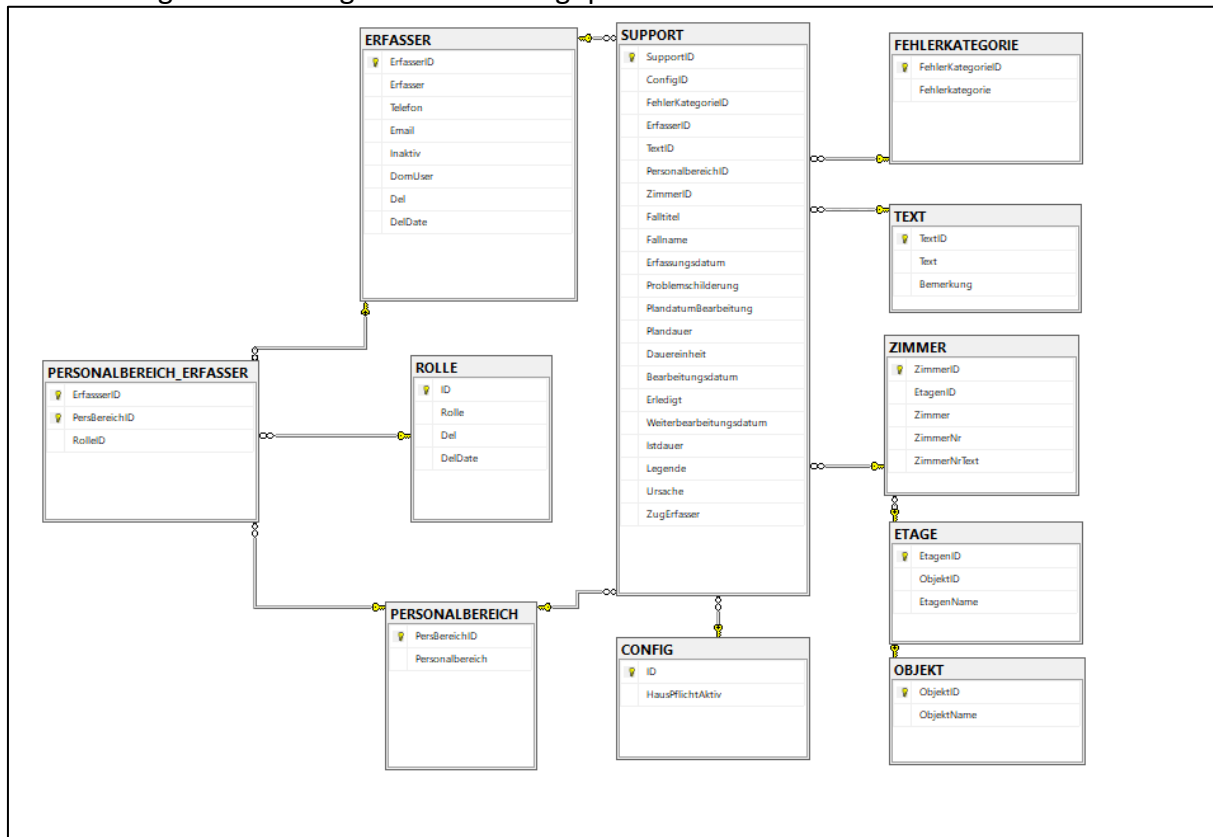 ERFASSER
ErfasserID
Erfasser
Telefon
Email
Inaktiv
DomUser
Del
DelDate
SUPPORT
SupportID
ConfigID
FehlerKategorieID
ErfasserID
TextID
PersonalbereichID
ZimmerID
Falltitel
Fallname
Erfassungsdatum
Problemschilderung
PlandatumBearbeitung
Plandauer
Dauereinheit
Bearbeitungsdatum
Erledigt
Weiterbearbeitungsdatum
Istdauer
Legende
Ursache
ZugErfasser
FEHLERKATEGORIE
FehlerKategorieID
Fehlerkategorie
TEXT
TextID
Text
Bemerkung
PERSONALBEREICH_ERFASSER
ErfassserID
PersBereichID
RolleID
ROLLE
ID
Rolle
Del
DelDate
ZIMMER
ZimmerID
EtagenID
Zimmer
ZimmerNr
ZimmerNrText
ETAGE
EtagenID
ObjektID
EtagenName
PERSONALBEREICH
PersBereichID
Personalbereich
CONFIG
ID
HausPflichtAktiv
OBJEKT
ObjektID
ObjektName